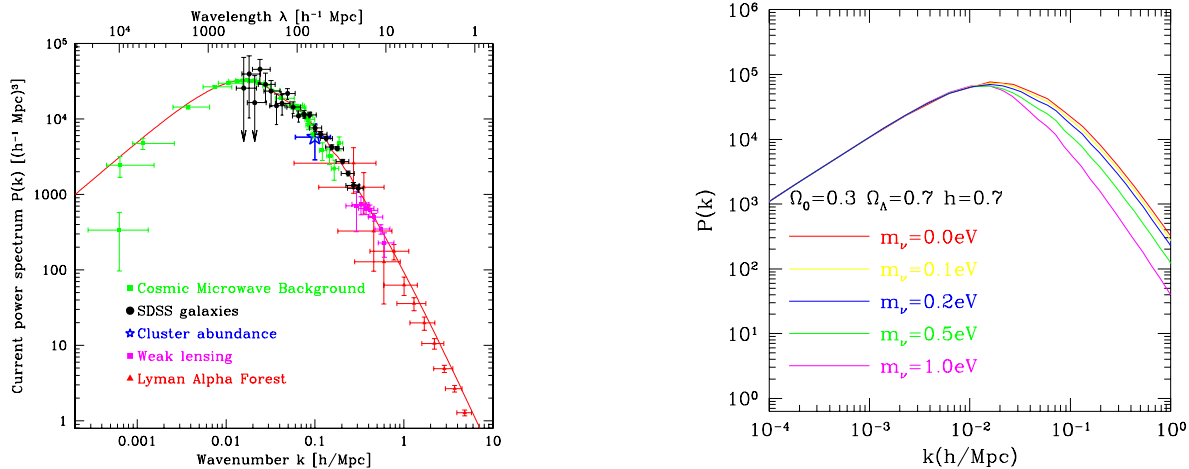 Wavelength λ [h⁻¹ Mpc]
10⁴ 1000 100 10 1
10⁵
10⁴
1000
100
10
1
Current power spectrum P(k) [(h⁻¹ Mpc)³]
Cosmic Microwave Background
SDSS galaxies
Cluster abundance
Weak lensing
Lyman Alpha Forest
0.001 0.01 0.1 1 10
Wavenumber k [h/Mpc]
10⁶
10⁵
10⁴
10³
10²
10¹
10⁰
P(k)
Ω₀=0.3 Ω_Λ=0.7 h=0.7
m_ν=0.0eV
m_ν=0.1eV
m_ν=0.2eV
m_ν=0.5eV
m_ν=1.0eV
10⁻⁴ 10⁻³ 10⁻² 10⁻¹ 10⁰
k(h/Mpc)